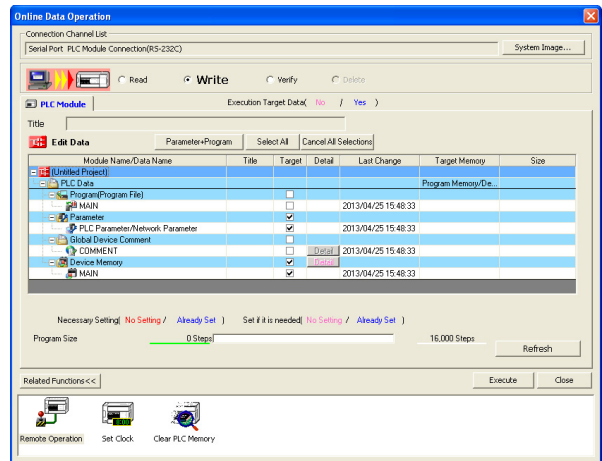 Online Data Operation
Connection Channel List
Serial Port PLC Module Connection(RS-232C)
System Image...
Read Write Verify Delete
PLC Module Execution Target Data( No / Yes )
Title
Edit Data Parameter+Program Select All Cancel All Selections
Module Name/Data Name Title Target Detail Last Change Target Memory Size
(Untitled Project)
PLC Data Program Memory/De...
Program(Program File)
MAIN 2013/04/25 15:48:33
Parameter
PLC Parameter/Network Parameter 2013/04/25 15:48:33
Global Device Comment
COMMENT Detail 2013/04/25 15:48:33
Device Memory Detail
MAIN 2013/04/25 15:48:33
Necessary Setting( No Setting / Already Set ) Set if it is needed( No Setting / Already Set )
Program Size 0 Steps 16,000 Steps
Refresh
Related Functions<< Execute Close
Remote Operation Set Clock Clear PLC Memory